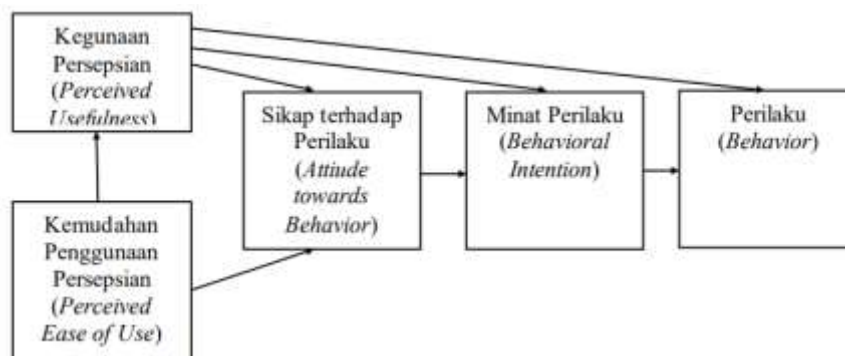 Kegunaan
Persepsian
(Perceived
Usefulness)
Sikap terhadap
Perilaku
(Attiude
towards
Behavior)
Minat Perilaku
(Behavioral
Intention)
Perilaku
(Behavior)
Kemudahan
Penggunaan
Persepsian
(Perceived
Ease of Use)